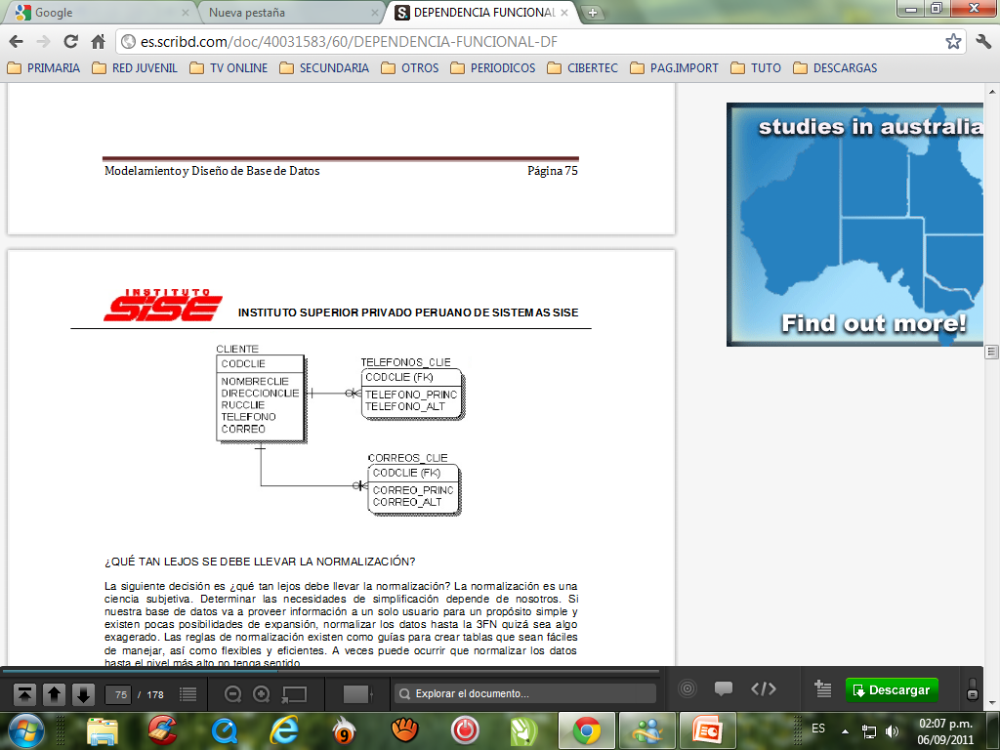 Google
Nueva pestaña
DEPENDENCIA FUNCIONAL
es.scribd.com/doc/40031583/60/DEPENDENCIA-FUNCIONAL-DF
PRIMARIA RED JUVENIL TV ONLINE SECUNDARIA OTROS PERIODICOS CIBERTEC PAG.IMPORT TUTO DESCARGAS
studies in australia
Modelamiento y Diseño de Base de Datos Página 75
Find out more!
INSTITUTO
SISE
INSTITUTO SUPERIOR PRIVADO PERUANO DE SISTEMAS SISE
CLIENTE
CODCLIE
NOMBRECLIE
DIRECCIONCLIE
RUCCLIE
TELEFONO
CORREO
TELEFONOS_CLIE
CODCLIE (FK)
TELEFONO_PRINC
TELEFONO_ALT
CORREOS_CLIE
CODCLIE (FK)
CORREO_PRINC
CORREO_ALT
¿QUÉ TAN LEJOS SE DEBE LLEVAR LA NORMALIZACIÓN?
La siguiente decisión es ¿qué tan lejos debe llevar la normalización? La normalización es una
ciencia subjetiva. Determinar las necesidades de simplificación depende de nosotros. Si
nuestra base de datos va a proveer información a un solo usuario para un propósito simple y
existen pocas posibilidades de expansión, normalizar los datos hasta la 3FN quizá sea algo
exagerado. Las reglas de normalización existen como guías para crear tablas que sean fáciles
de manejar, así como flexibles y eficientes. A veces puede ocurrir que normalizar los datos
hasta el nivel más alto no tenga sentido
75 / 178
Explorar el documento...
Descargar
ES
02:07 p.m.
06/09/2011